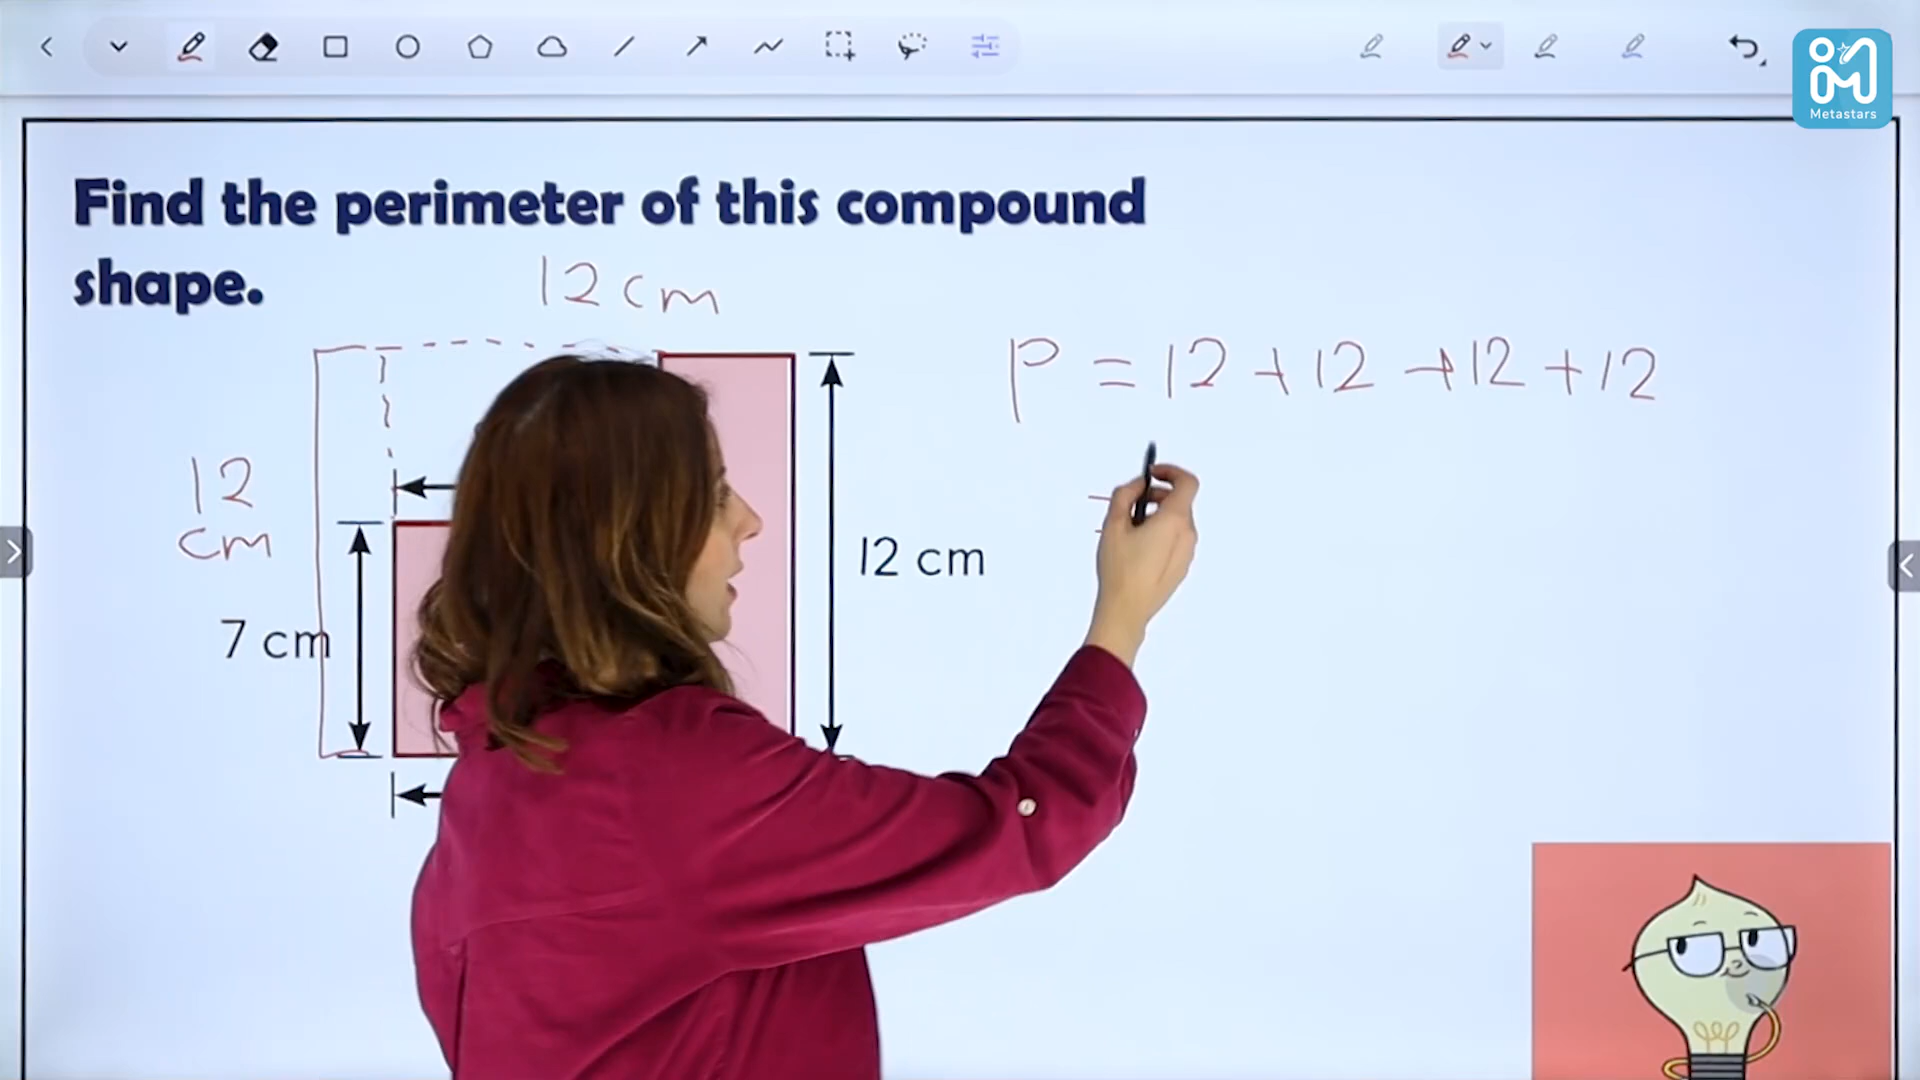 Metastars
Find the perimeter of this compound
shape.
12 cm
P = 12 + 12 + 12 + 12
=
12
cm
12 cm
7 cm